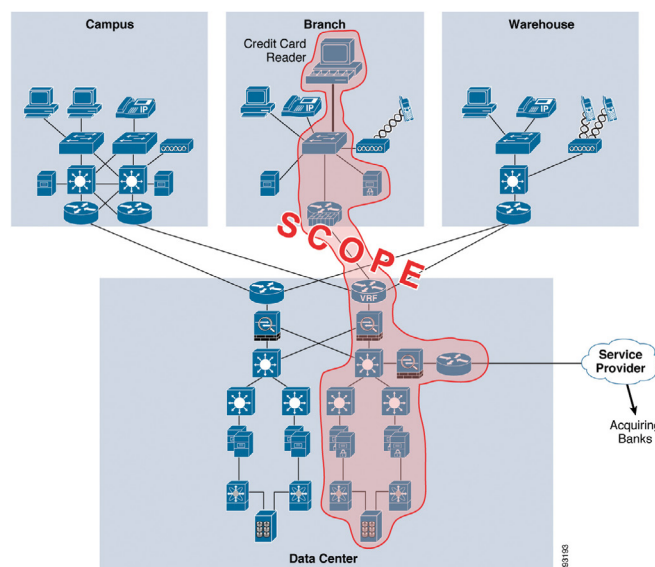 Campus
Branch
Warehouse
Credit Card
Reader
IP
IP
IP
SCOPE
VRF
Service
Provider
Acquiring
Banks
Data Center
93193